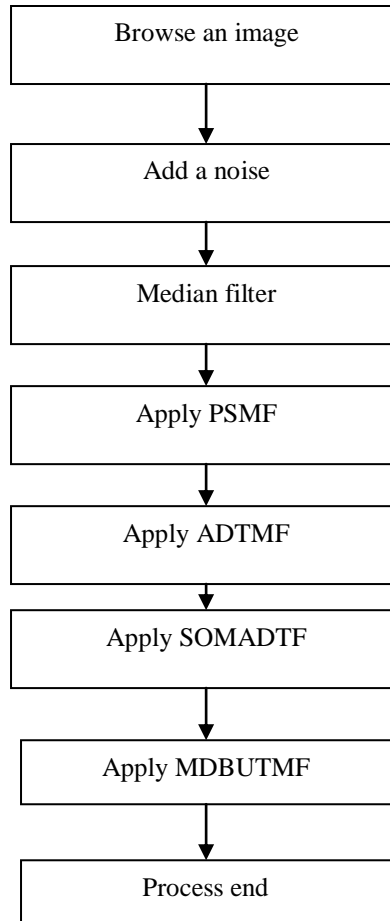 Browse an image
Add a noise
Median filter
Apply PSMF
Apply ADTMF
Apply SOMADTF
Apply MDBUTMF
Process end